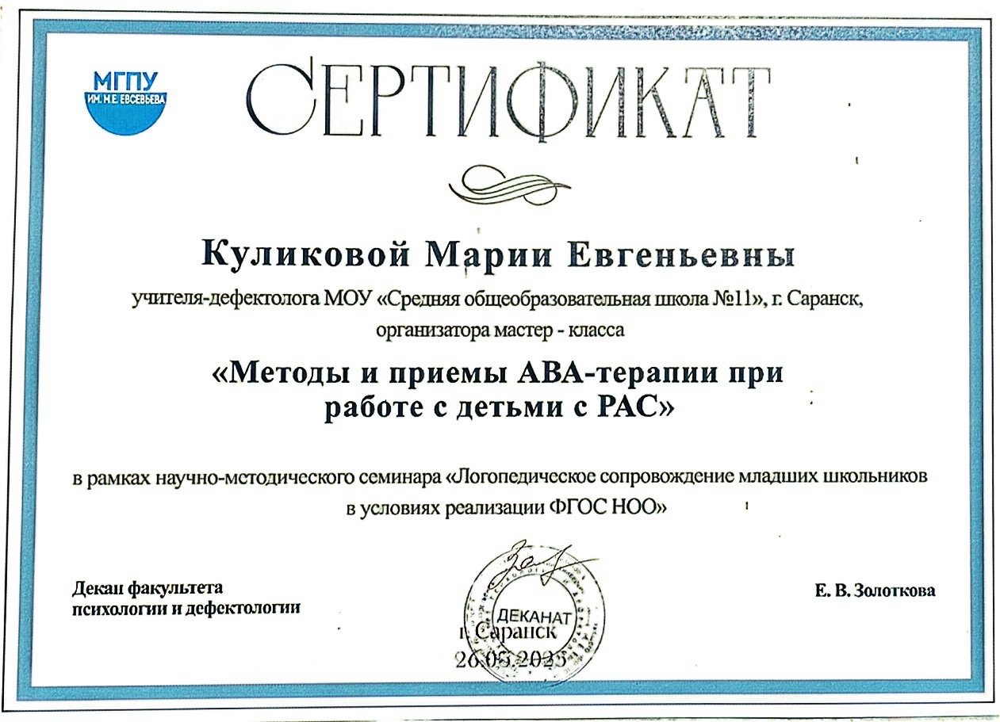 МГПУ
ИМ. М.Е. ЕВСЕВЬЕВА
СЕРТИФИКАТ
Куликовой Марии Евгеньевны
учителя-дефектолога МОУ «Средняя общеобразовательная школа №11», г. Саранск,
организатора мастер - класса
«Методы и приемы АВА-терапии при
работе с детьми с РАС»
в рамках научно-методического семинара «Логопедическое сопровождение младших школьников
в условиях реализации ФГОС НОО»
Декан факультета
психологии и дефектологии
Е. В. Золоткова
ДЕКАНАТ
г. Саранск
26.05.2023